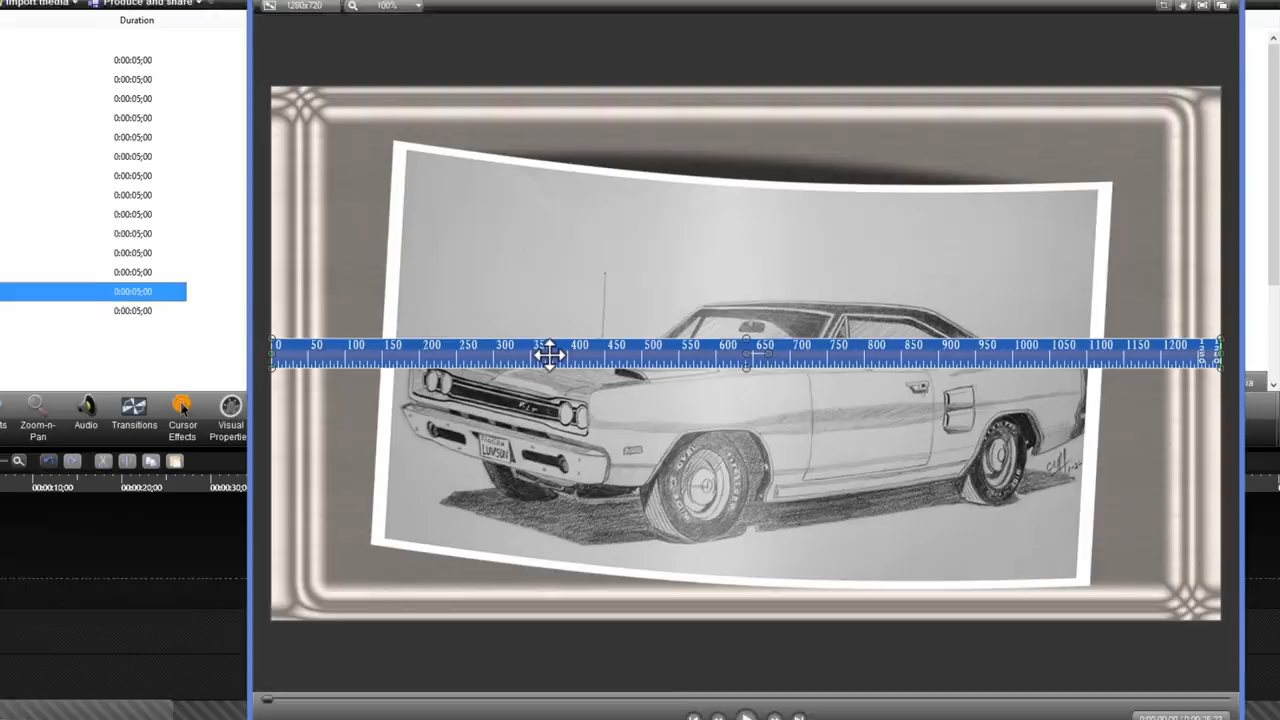 Import media
Produce and share
1280x720
100%
Duration
0:00:05;00
0:00:05;00
0:00:05;00
0:00:05;00
0:00:05;00
0:00:05;00
0:00:05;00
0:00:05;00
0:00:05;00
0:00:05;00
0:00:05;00
0:00:05;00
0:00:05;00
0:00:05;00
0 50 100 150 200 250 300 350 400 450 500 550 600 650 700 750 800 850 900 950 1000 1050 1100 1150 1200
R/T
Zoom-n-Pan
Audio
Transitions
Cursor Effects
Visual Properties
00:00:10;00 00:00:20;00 00:00:30;00